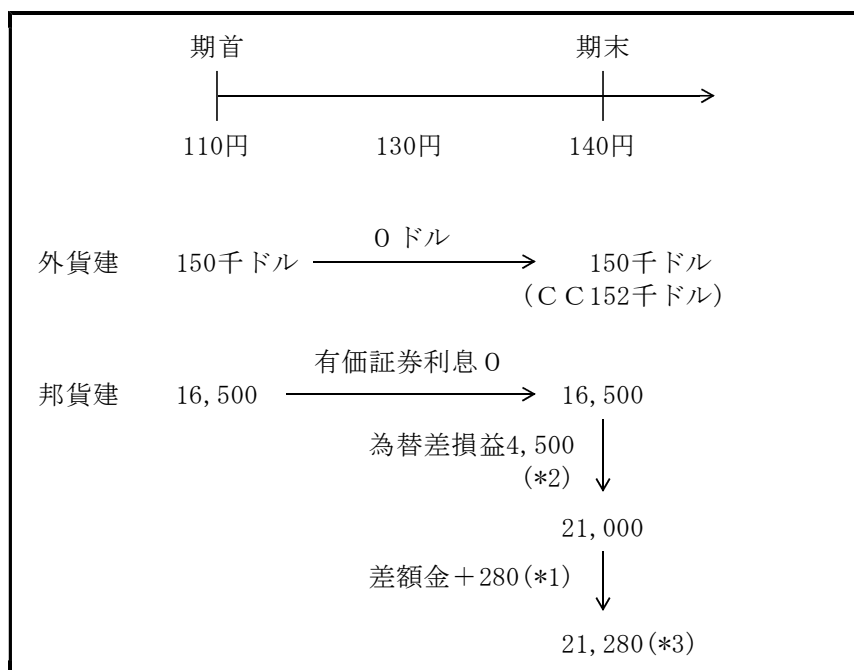 期首 期末
110円 130円 140円
0 ドル
外貨建 150千ドル 150千ドル
(ＣＣ152千ドル)
有価証券利息０
邦貨建 16,500 16,500
為替差損益4,500
(*2)
21,000
差額金＋280(*1)
21,280(*3)